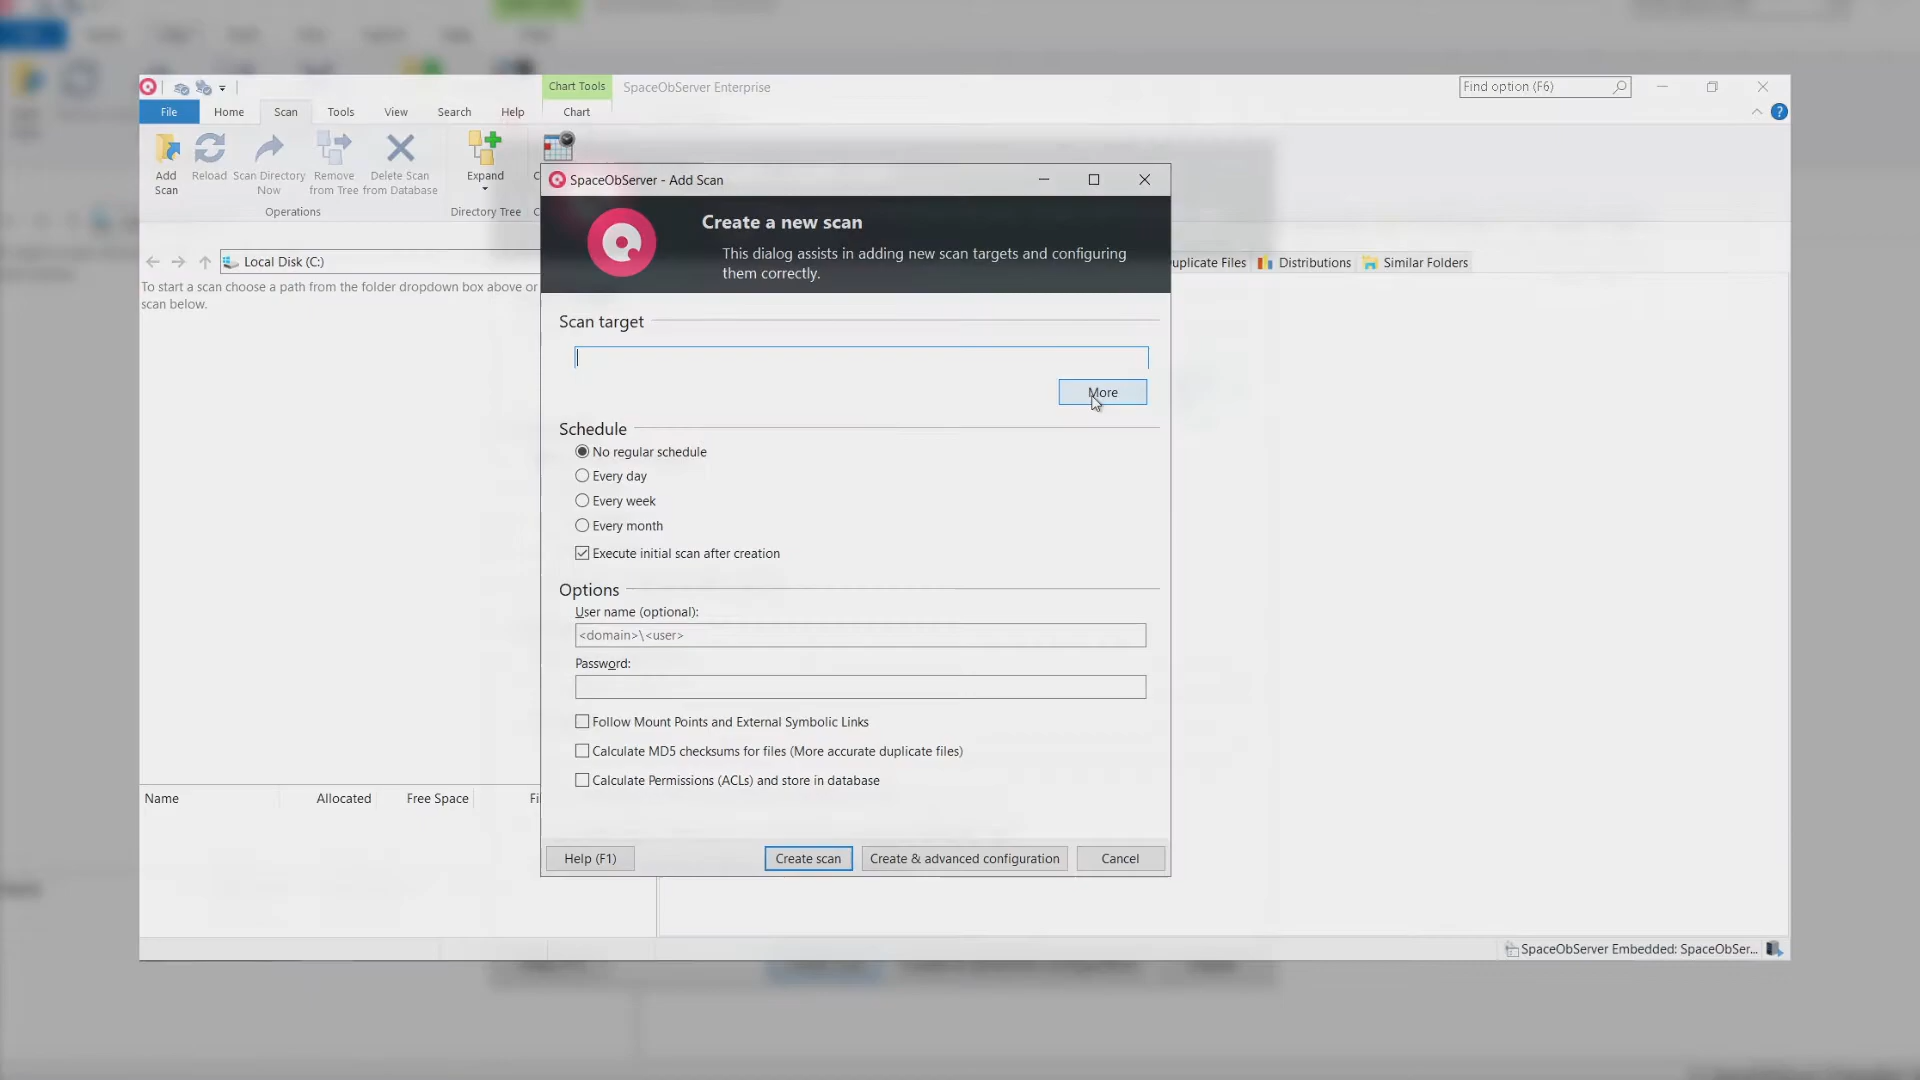 Chart Tools
SpaceObServer Enterprise
Find option (F6)
File
Home
Scan
Tools
View
Search
Help
Chart
Add
Scan
Reload
Scan Directory
Now
Remove
from Tree
Delete Scan
from Database
Expand
Operations
Directory Tree
SpaceObServer - Add Scan
Create a new scan
This dialog assists in adding new scan targets and configuring
them correctly.
Local Disk (C:)
uplicate Files
Distributions
Similar Folders
To start a scan choose a path from the folder dropdown box above or
scan below.
Scan target
More
Schedule
No regular schedule
Every day
Every week
Every month
Execute initial scan after creation
Options
User name (optional):
<domain>\<user>
Password:
Follow Mount Points and External Symbolic Links
Calculate MD5 checksums for files (More accurate duplicate files)
Calculate Permissions (ACLs) and store in database
Name
Allocated
Free Space
Fi
Help (F1)
Create scan
Create & advanced configuration
Cancel
SpaceObServer Embedded: SpaceObSer...